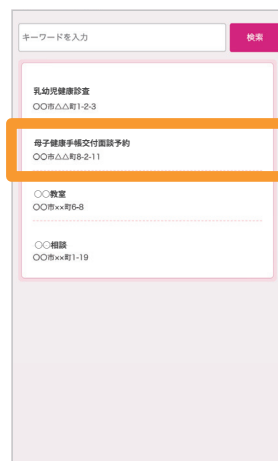 キーワードを入力
検索
乳幼児健康診査
〇〇市△△町1-2-3
母子健康手帳交付面談予約
〇〇市△△町8-2-11
〇〇教室
〇〇市××町6-8
〇〇相談
〇〇市××町1-19